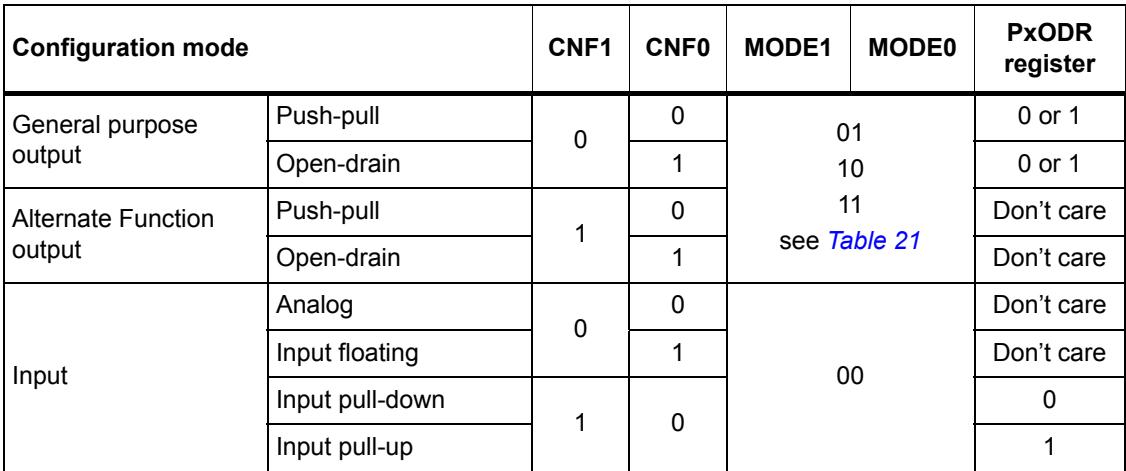 Configuration mode CNF1 CNF0 MODE1 MODE0 PxODR register
General purpose output Push-pull 0 0 01 10 11 see Table 21 0 or 1
Open-drain 1 0 or 1
Alternate Function output Push-pull 1 0 Don't care
Open-drain 1 Don't care
Input Analog 0 0 00 Don't care
Input floating 1 Don't care
Input pull-down 1 0 0
Input pull-up 1